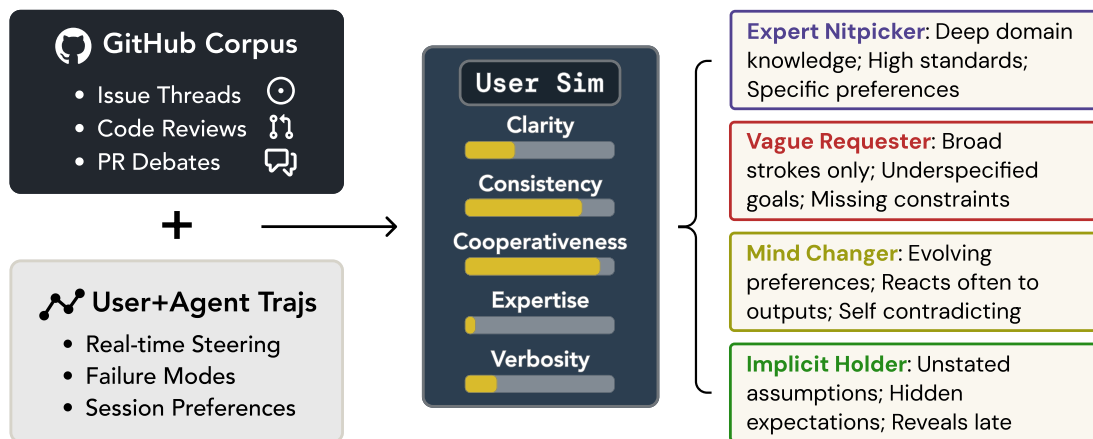 GitHub Corpus
• Issue Threads
• Code Reviews
• PR Debates
+
User+Agent Trajs
• Real-time Steering
• Failure Modes
• Session Preferences
User Sim
Clarity
Consistency
Cooperativeness
Expertise
Verbosity
Expert Nitpicker: Deep domain
knowledge; High standards;
Specific preferences
Vague Requester: Broad
strokes only; Underspecified
goals; Missing constraints
Mind Changer: Evolving
preferences; Reacts often to
outputs; Self contradicting
Implicit Holder: Unstated
assumptions; Hidden
expectations; Reveals late